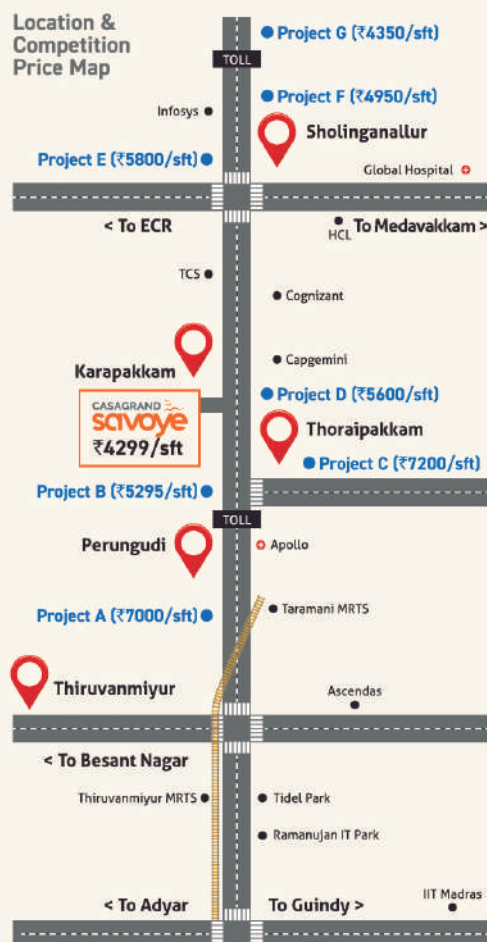 Location &
Competition
Price Map
Project G (₹4350/sft)
TOLL
Project F (₹4950/sft)
Infosys
Sholinganallur
Project E (₹5800/sft)
Global Hospital
< To ECR
HCL
To Medavakkam >
TCS
Cognizant
Capgemini
Karapakkam
Project D (₹5600/sft)
CASAGRAND
savoye
₹4299/sft
Thoraipakkam
Project C (₹7200/sft)
Project B (₹5295/sft)
TOLL
Perungudi
Apollo
Project A (₹7000/sft)
Taramani MRTS
Thiruvanmiyur
Ascendas
< To Besant Nagar
Thiruvanmiyur MRTS
Tidel Park
Ramanujan IT Park
< To Adyar
To Guindy >
IIT Madras